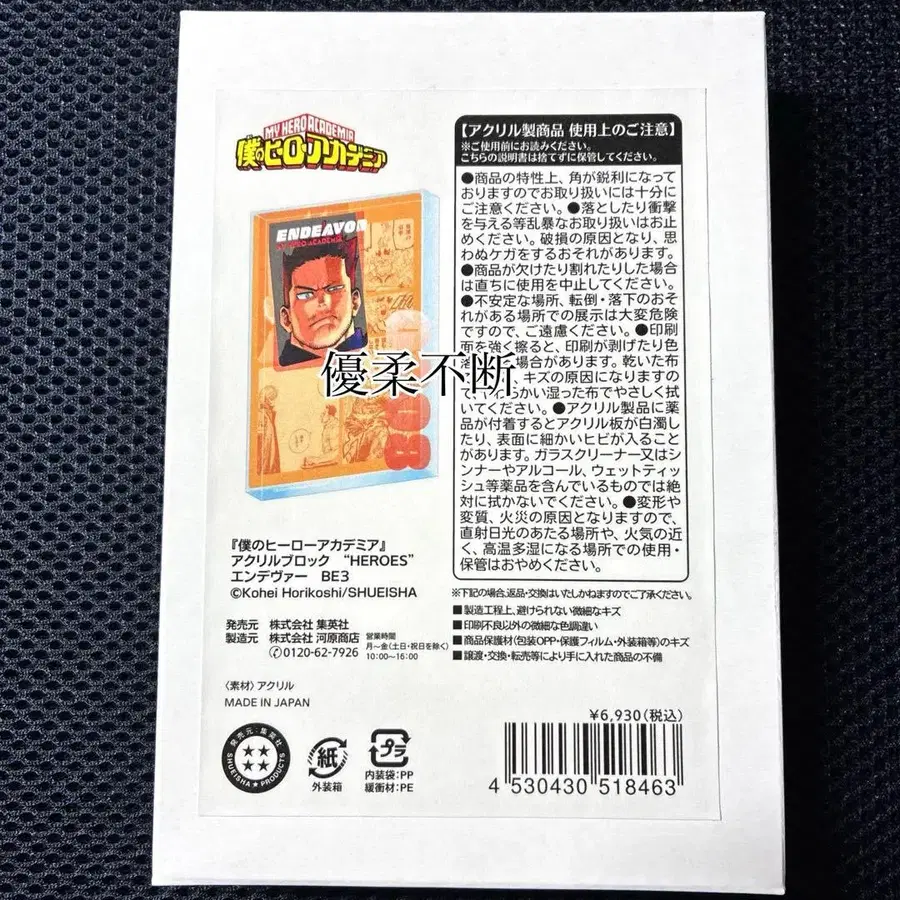 MY HERO ACADEMIA
僕のヒーローアカデミア
ENDEAVOR
MY HERO ACADEMIA
『僕のヒーローアカデミア』
アクリルブロック “HEROES”
エンデヴァー BE3
©Kohei Horikoshi/SHUEISHA
発売元 株式会社 集英社
製造元 株式会社 河原商店
✆0120-62-7926
営業時間
月~金(土日・祝日を除く)
10:00~16:00
〈素材〉アクリル
MADE IN JAPAN
発売元・集英社
SHUEISHA★PRODUCTS
紙
外装箱
プラ
内装袋:PP
緩衝材:PE
【アクリル製商品 使用上のご注意】
※ご使用前にお読みください。
こちらの説明書は捨てずに保管してください。
●商品の特性上、角が鋭利になって
おりますのでお取り扱いには十分に
ご注意ください。●落としたり衝撃
を与える等乱暴なお取り扱いはお止
めください。破損の原因となり、思
わぬケガをするおそれがあります。
●商品が欠けたり割れたりした場合
は直ちに使用を中止してください。
●不安定な場所、転倒・落下のおそ
れがある場所での展示は大変危険
ですので、ご遠慮ください。●印刷
面を強く擦ると、印刷が剥げたり色
場合があります。乾いた布
キズの原因になりますの
かい湿った布でやさしく拭
いてください。●アクリル製品に薬
品が付着するとアクリル板が白濁し
たり、表面に細かいヒビが入ること
があります。ガラスクリーナー又はシ
ンナーやアルコール、ウェットティッ
シュ等薬品を含んでいるものでは絶
対に拭かないでください。●変形や
変質、火災の原因となりますので、
直射日光のあたる場所や、火気の近
く、高温多湿になる場所での使用・
保管はおやめください。
優柔不断
※下記の場合、返品・交換はいたしかねますのでご了承ください。
■製造工程上、避けられない微細なキズ
■印刷不良以外の微細な色調違い
■商品保護材(包装OPP・保護フィルム・外装箱等)のキズ
■譲渡・交換・転売等により手に入れた商品の不備
¥6,930(税込)
4 530430 518463